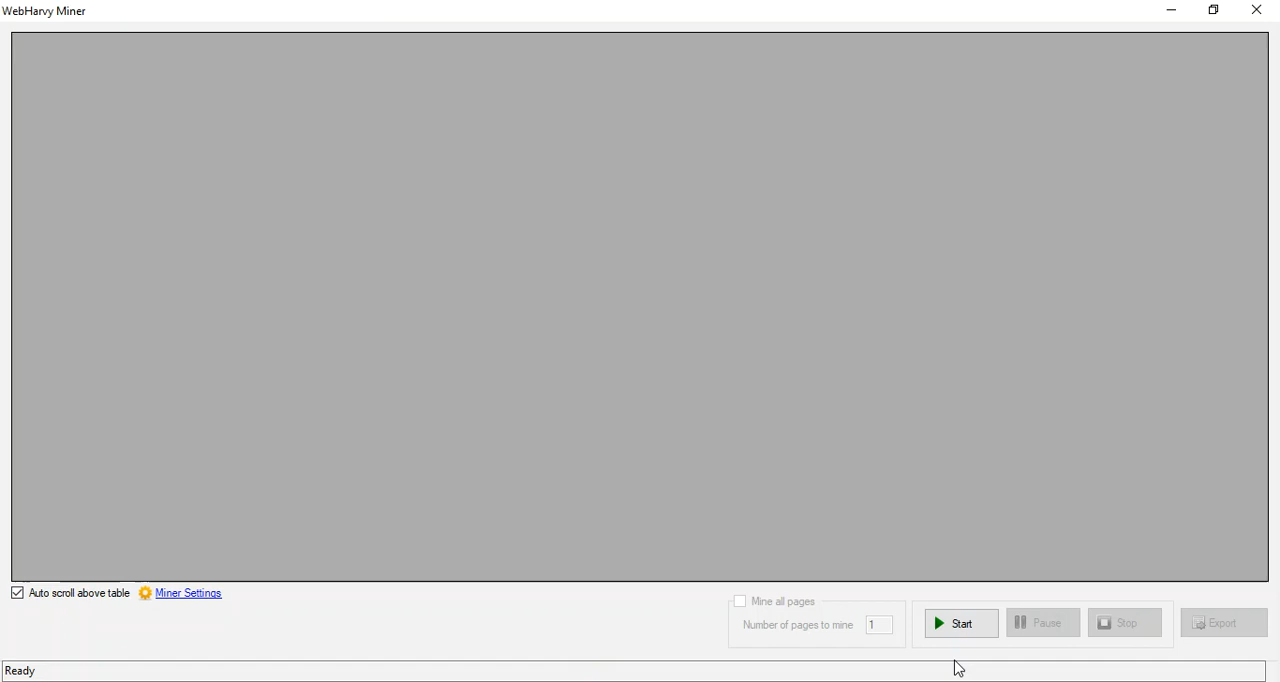 WebHarvy Miner
Auto scroll above table
Miner Settings
Mine all pages
Number of pages to mine 1
Start
Pause
Stop
Export
Ready